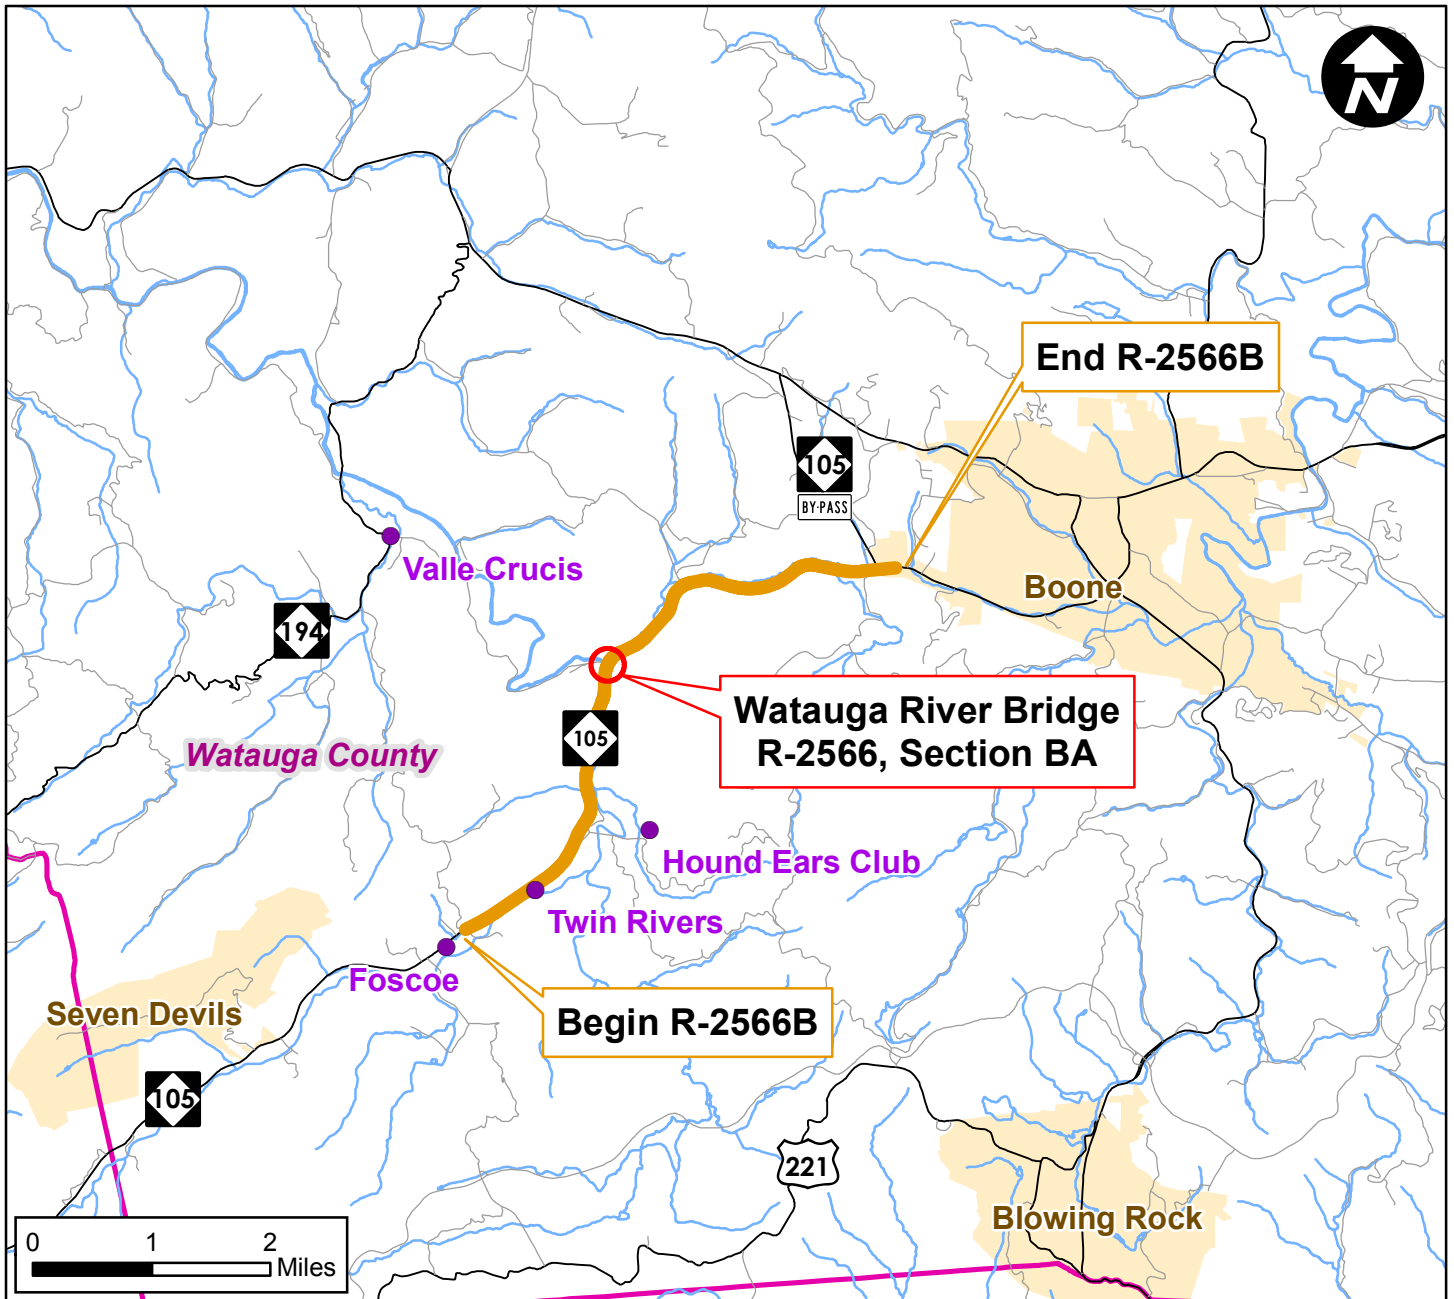 N
End R-2566B
105
BY-PASS
Valle Crucis
Boone
194
Watauga River Bridge
R-2566, Section BA
105
Watauga County
Hound Ears Club
Twin Rivers
Foscoe
Seven Devils
Begin R-2566B
105
221
Blowing Rock
0 1 2
Miles